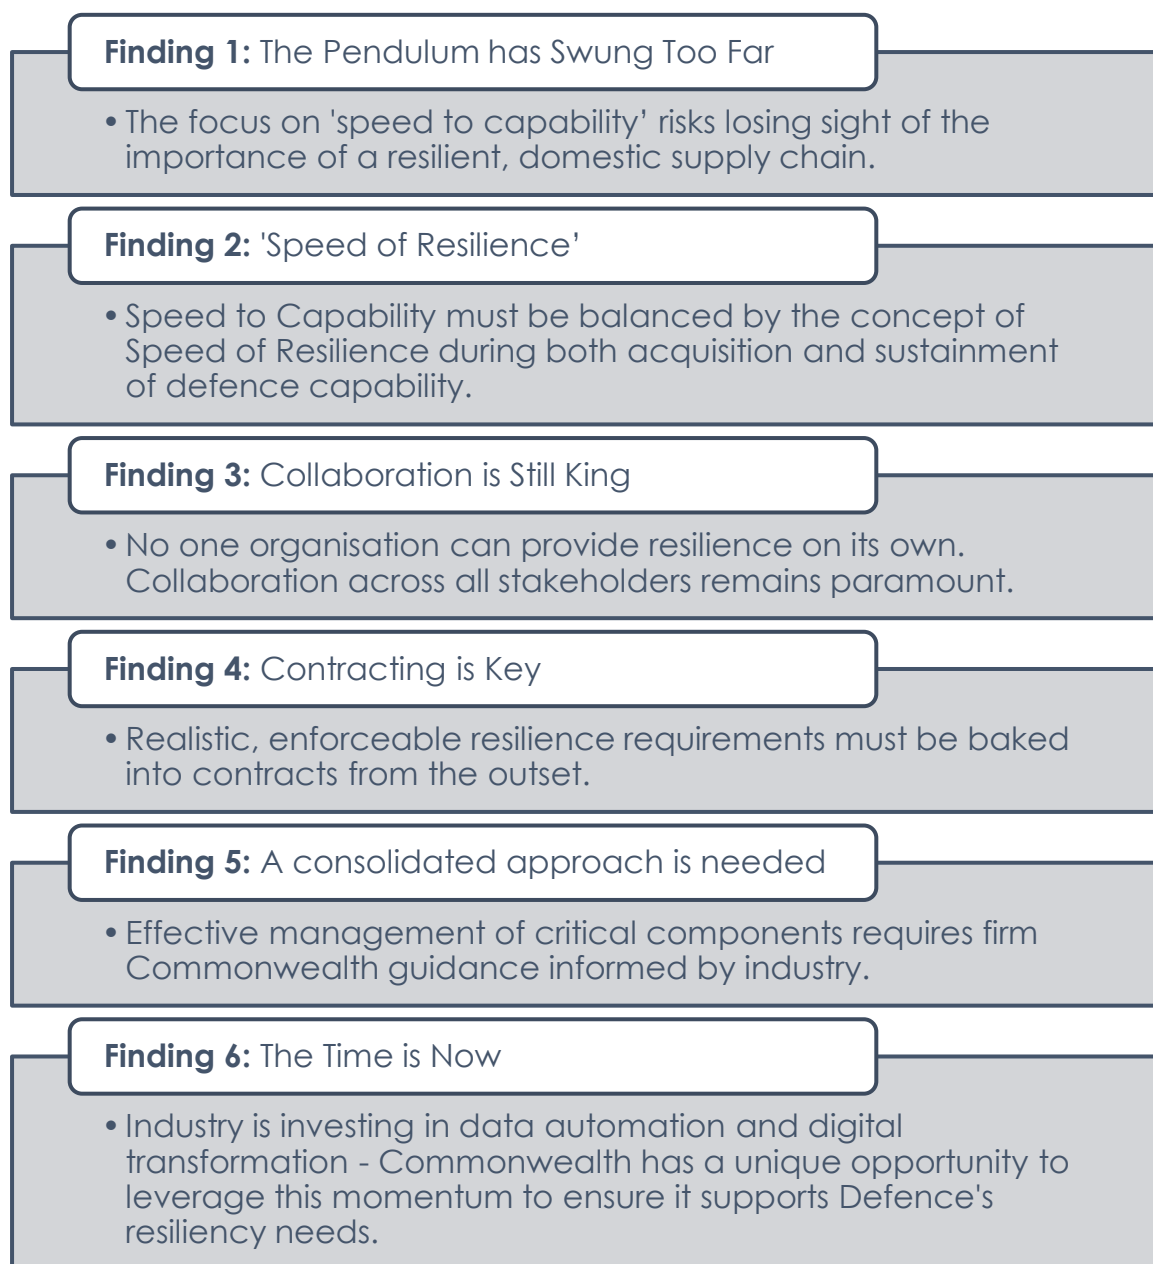 Finding 1: The Pendulum has Swung Too Far
• The focus on 'speed to capability’ risks losing sight of the
importance of a resilient, domestic supply chain.
Finding 2: 'Speed of Resilience’
• Speed to Capability must be balanced by the concept of
Speed of Resilience during both acquisition and sustainment
of defence capability.
Finding 3: Collaboration is Still King
• No one organisation can provide resilience on its own.
Collaboration across all stakeholders remains paramount.
Finding 4: Contracting is Key
• Realistic, enforceable resilience requirements must be baked
into contracts from the outset.
Finding 5: A consolidated approach is needed
• Effective management of critical components requires firm
Commonwealth guidance informed by industry.
Finding 6: The Time is Now
• Industry is investing in data automation and digital
transformation - Commonwealth has a unique opportunity to
leverage this momentum to ensure it supports Defence's
resiliency needs.